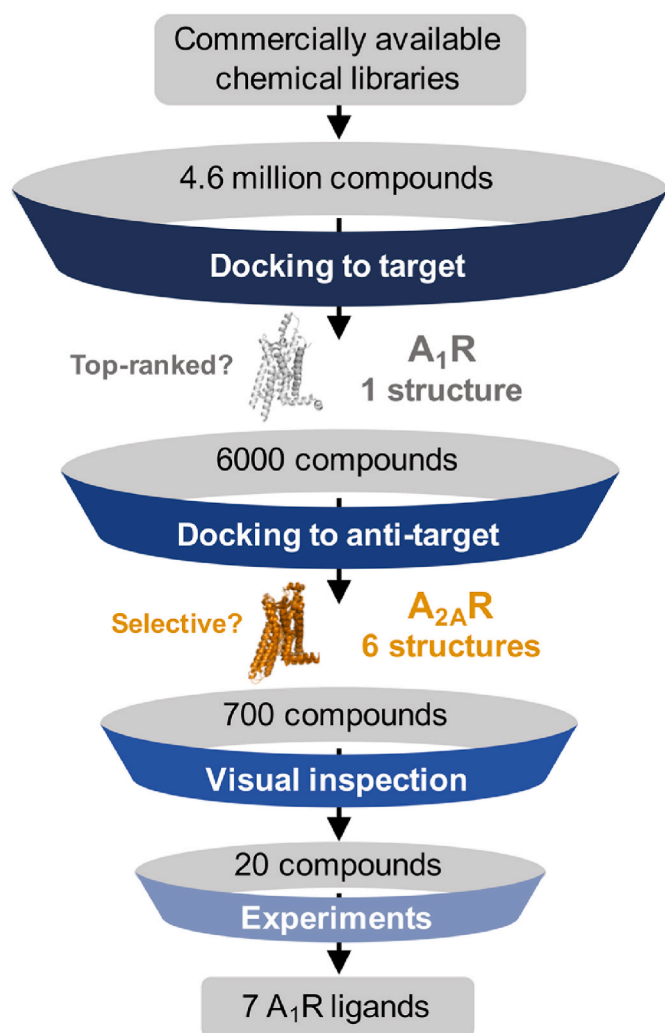 Commercially available
chemical libraries
4.6 million compounds
Docking to target
Top-ranked?
A₁R
1 structure
6000 compounds
Docking to anti-target
Selective?
A₂ₐR
6 structures
700 compounds
Visual inspection
20 compounds
Experiments
7 A₁R ligands